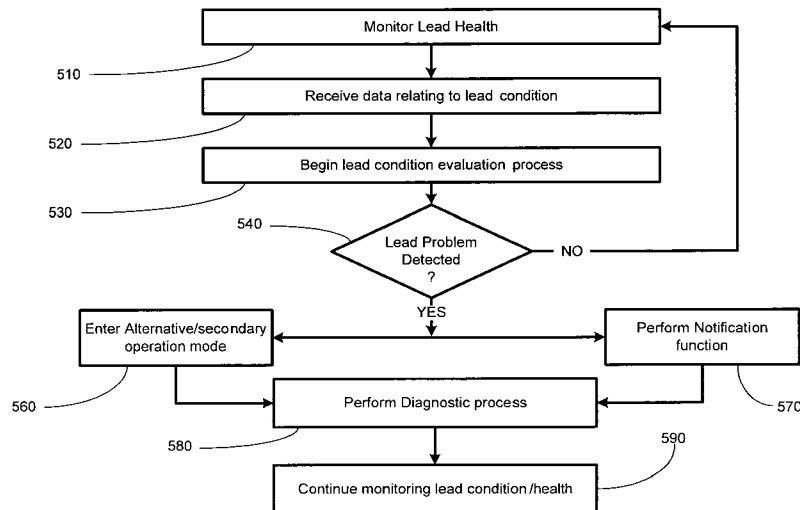 Monitor Lead Health
510
Receive data relating to lead condition
520
Begin lead condition evaluation process
530
540
Lead Problem
Detected
?
NO
YES
Enter Alternative/secondary
operation mode
Perform Notification
function
560
570
Perform Diagnostic process
580
590
Continue monitoring lead condition/health